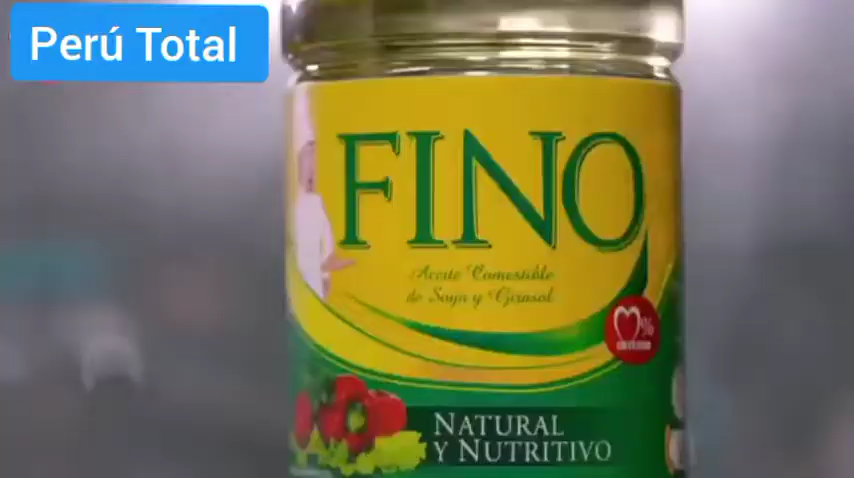 Perú Total
FINO
Aceite Comestible
de Soya y Girasol
%
NATURAL
Y NUTRITIVO